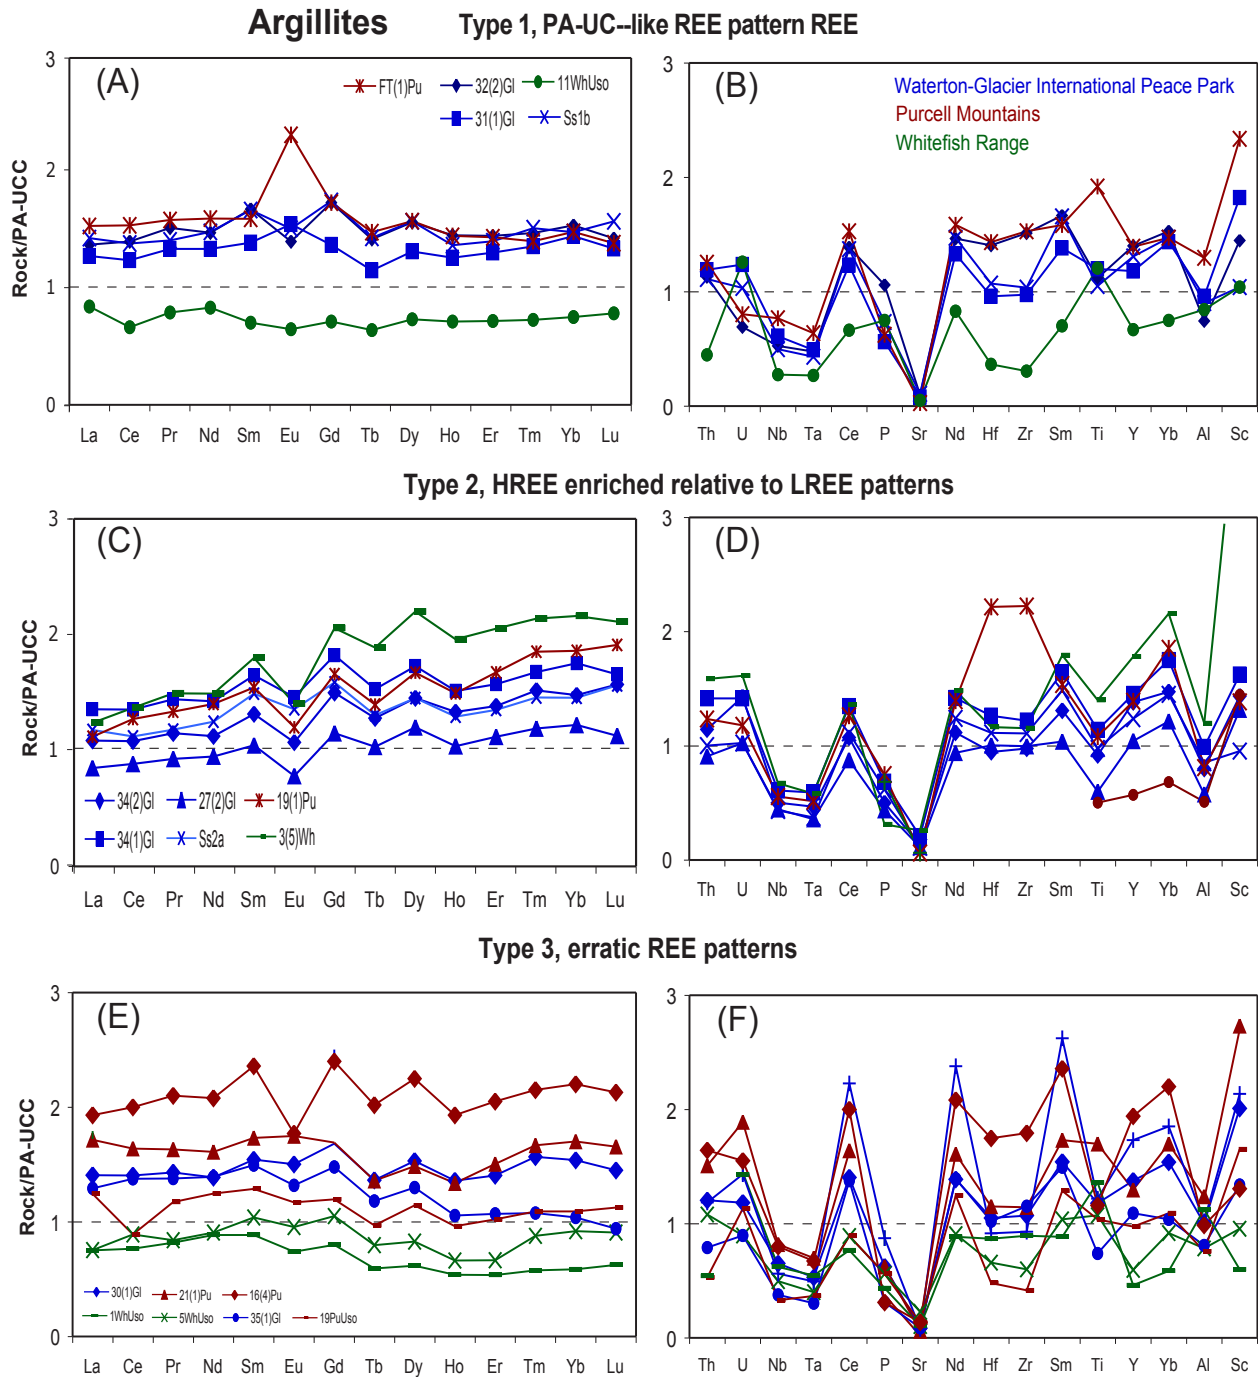 Argillites
Type 1, PA-UC--like REE pattern REE
(A)
FT(1)Pu
32(2)Gl
11WhUso
31(1)Gl
Ss1b
3
2
1
0
Rock/PA-UCC
La Ce Pr Nd Sm Eu Gd Tb Dy Ho Er Tm Yb Lu
(B)
Waterton-Glacier International Peace Park
Purcell Mountains
Whitefish Range
3
2
1
0
Th U Nb Ta Ce P Sr Nd Hf Zr Sm Ti Y Yb Al Sc
Type 2, HREE enriched relative to LREE patterns
(C)
3
2
1
0
Rock/PA-UCC
34(2)Gl
27(2)Gl
19(1)Pu
34(1)Gl
Ss2a
3(5)Wh
La Ce Pr Nd Sm Eu Gd Tb Dy Ho Er Tm Yb Lu
(D)
3
2
1
0
Th U Nb Ta Ce P Sr Nd Hf Zr Sm Ti Y Yb Al Sc
Type 3, erratic REE patterns
(E)
3
2
1
0
Rock/PA-UCC
30(1)Gl
21(1)Pu
16(4)Pu
1WhUso
5WhUso
35(1)Gl
19PuUso
La Ce Pr Nd Sm Eu Gd Tb Dy Ho Er Tm Yb Lu
(F)
3
2
1
0
Th U Nb Ta Ce P Sr Nd Hf Zr Sm Ti Y Yb Al Sc